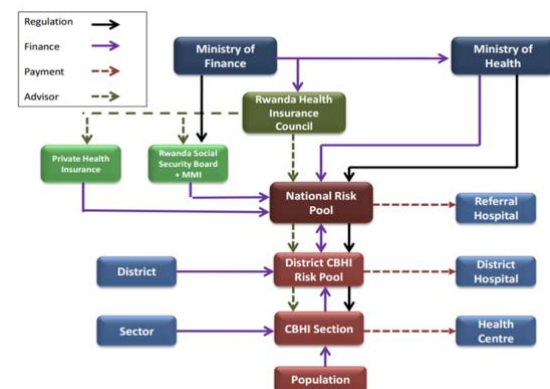 Regulation
Finance
Payment
Advisor
Ministry of
Finance
Ministry of
Health
Rwanda Health
Insurance
Council
Private Health
Insurance
Rwanda Social
Security Board
+ MMI
National Risk
Pool
Referral
Hospital
District
District CBHI
Risk Pool
District
Hospital
Sector
CBHI Section
Health
Centre
Population